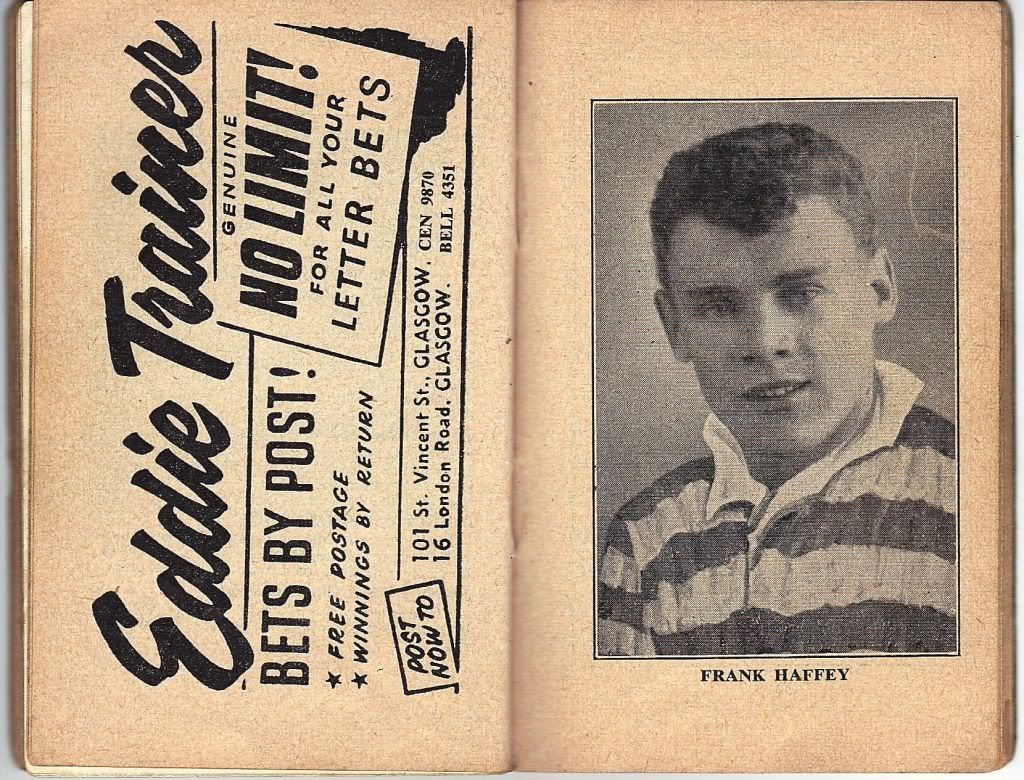 Eddie Trainer
GENUINE
NO LIMIT!
FOR ALL YOUR
LETTER BETS
BETS BY POST!
★ FREE POSTAGE
★ WINNINGS BY RETURN
POST
NOW TO
101 St. Vincent St., GLASGOW. CEN 9870
16 London Road, GLASGOW. BELL 4351
FRANK HAFFEY